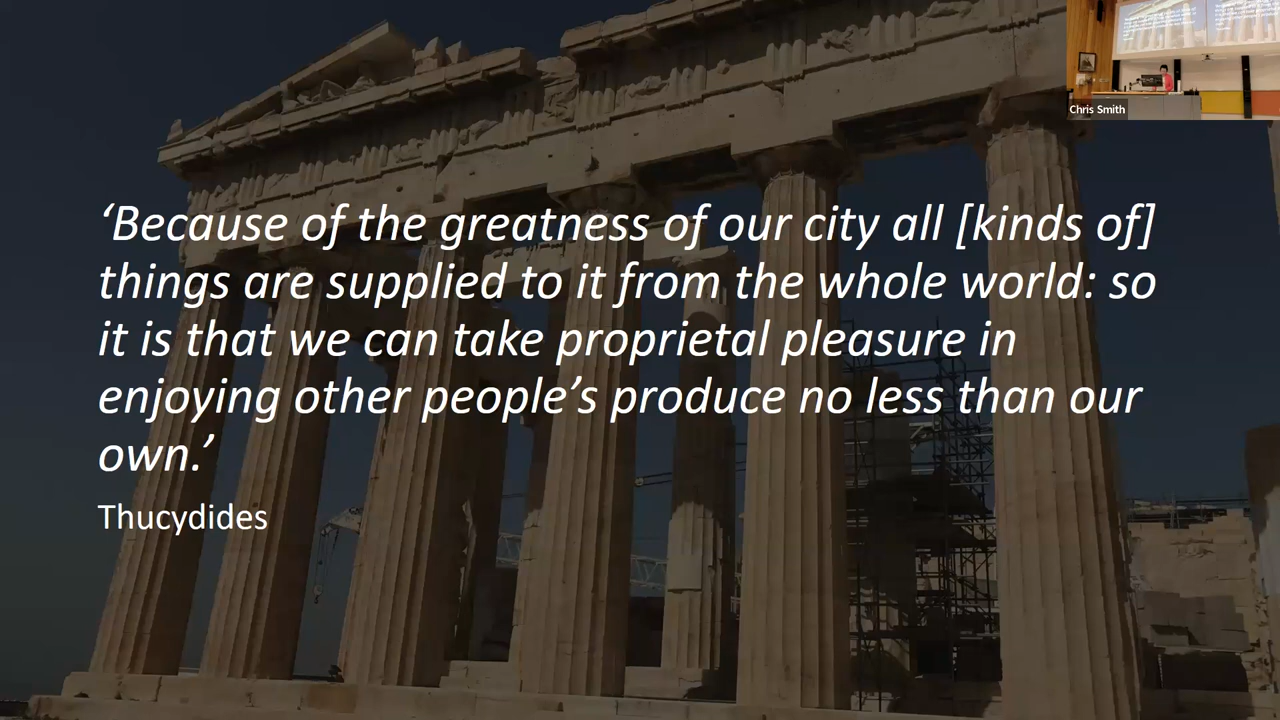 ‘Because of the greatness of our city all [kinds of]
things are supplied to it from the whole world: so
it is that we can take proprietal pleasure in
enjoying other people’s produce no less than our
own.’
Thucydides
Chris Smith